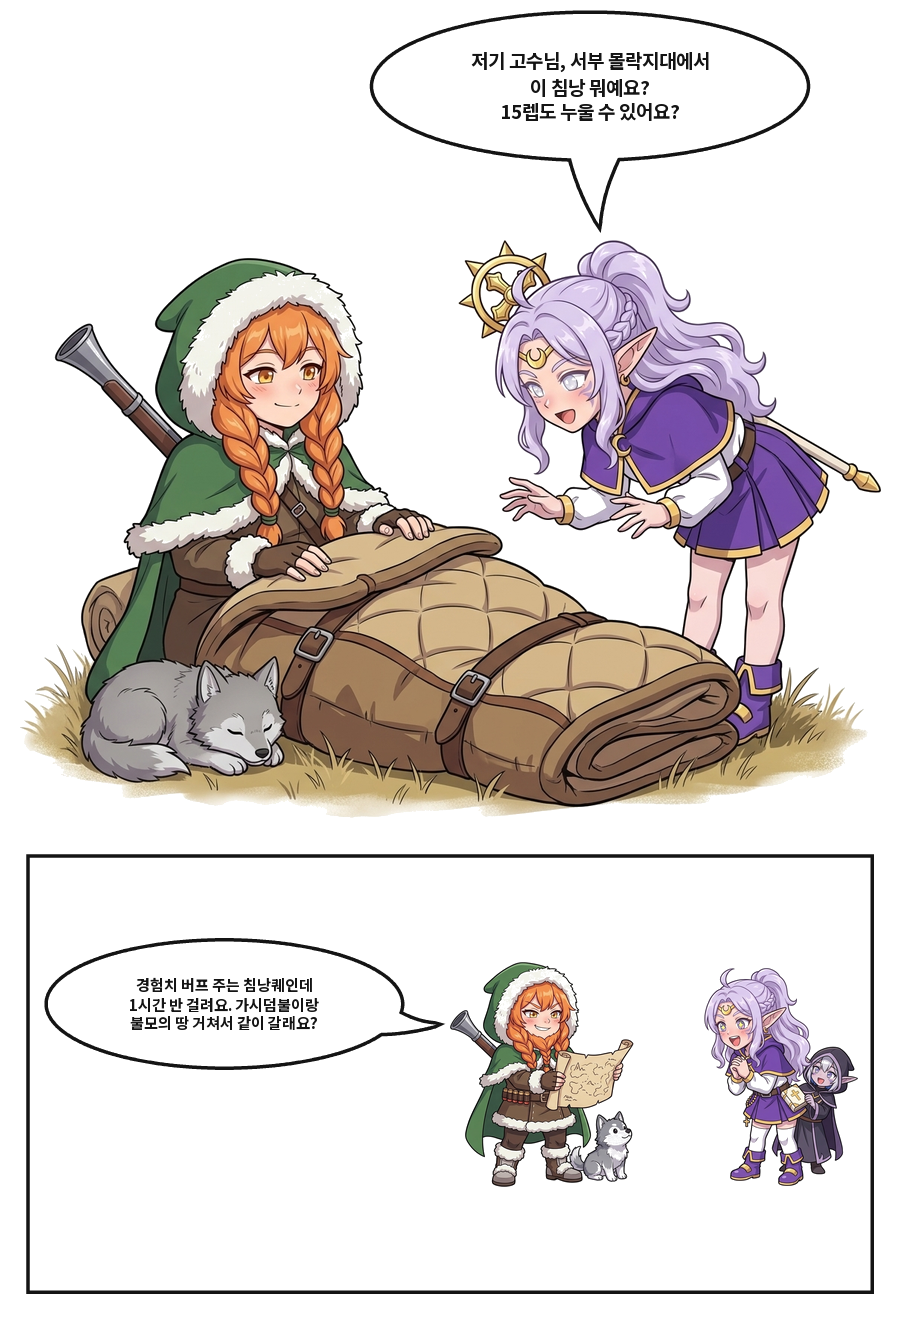 저기 고수님, 서부 몰락지대에서
이 침낭 뭐예요?
15렙도 누울 수 있어요?
경험치 버프 주는 침낭퀘인데
1시간 반 걸려요. 가시덤불이랑
불모의 땅 거쳐서 같이 갈래요?